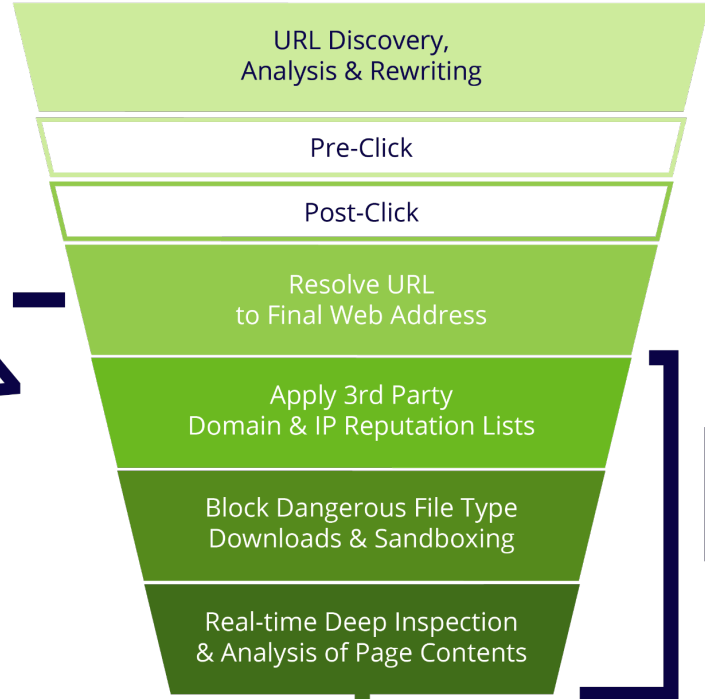 URL Discovery,
Analysis & Rewriting
Pre-Click
Post-Click
Resolve URL
to Final Web Address
Apply 3rd Party
Domain & IP Reputation Lists
Block Dangerous File Type
Downloads & Sandboxing
Real-time Deep Inspection
& Analysis of Page Contents